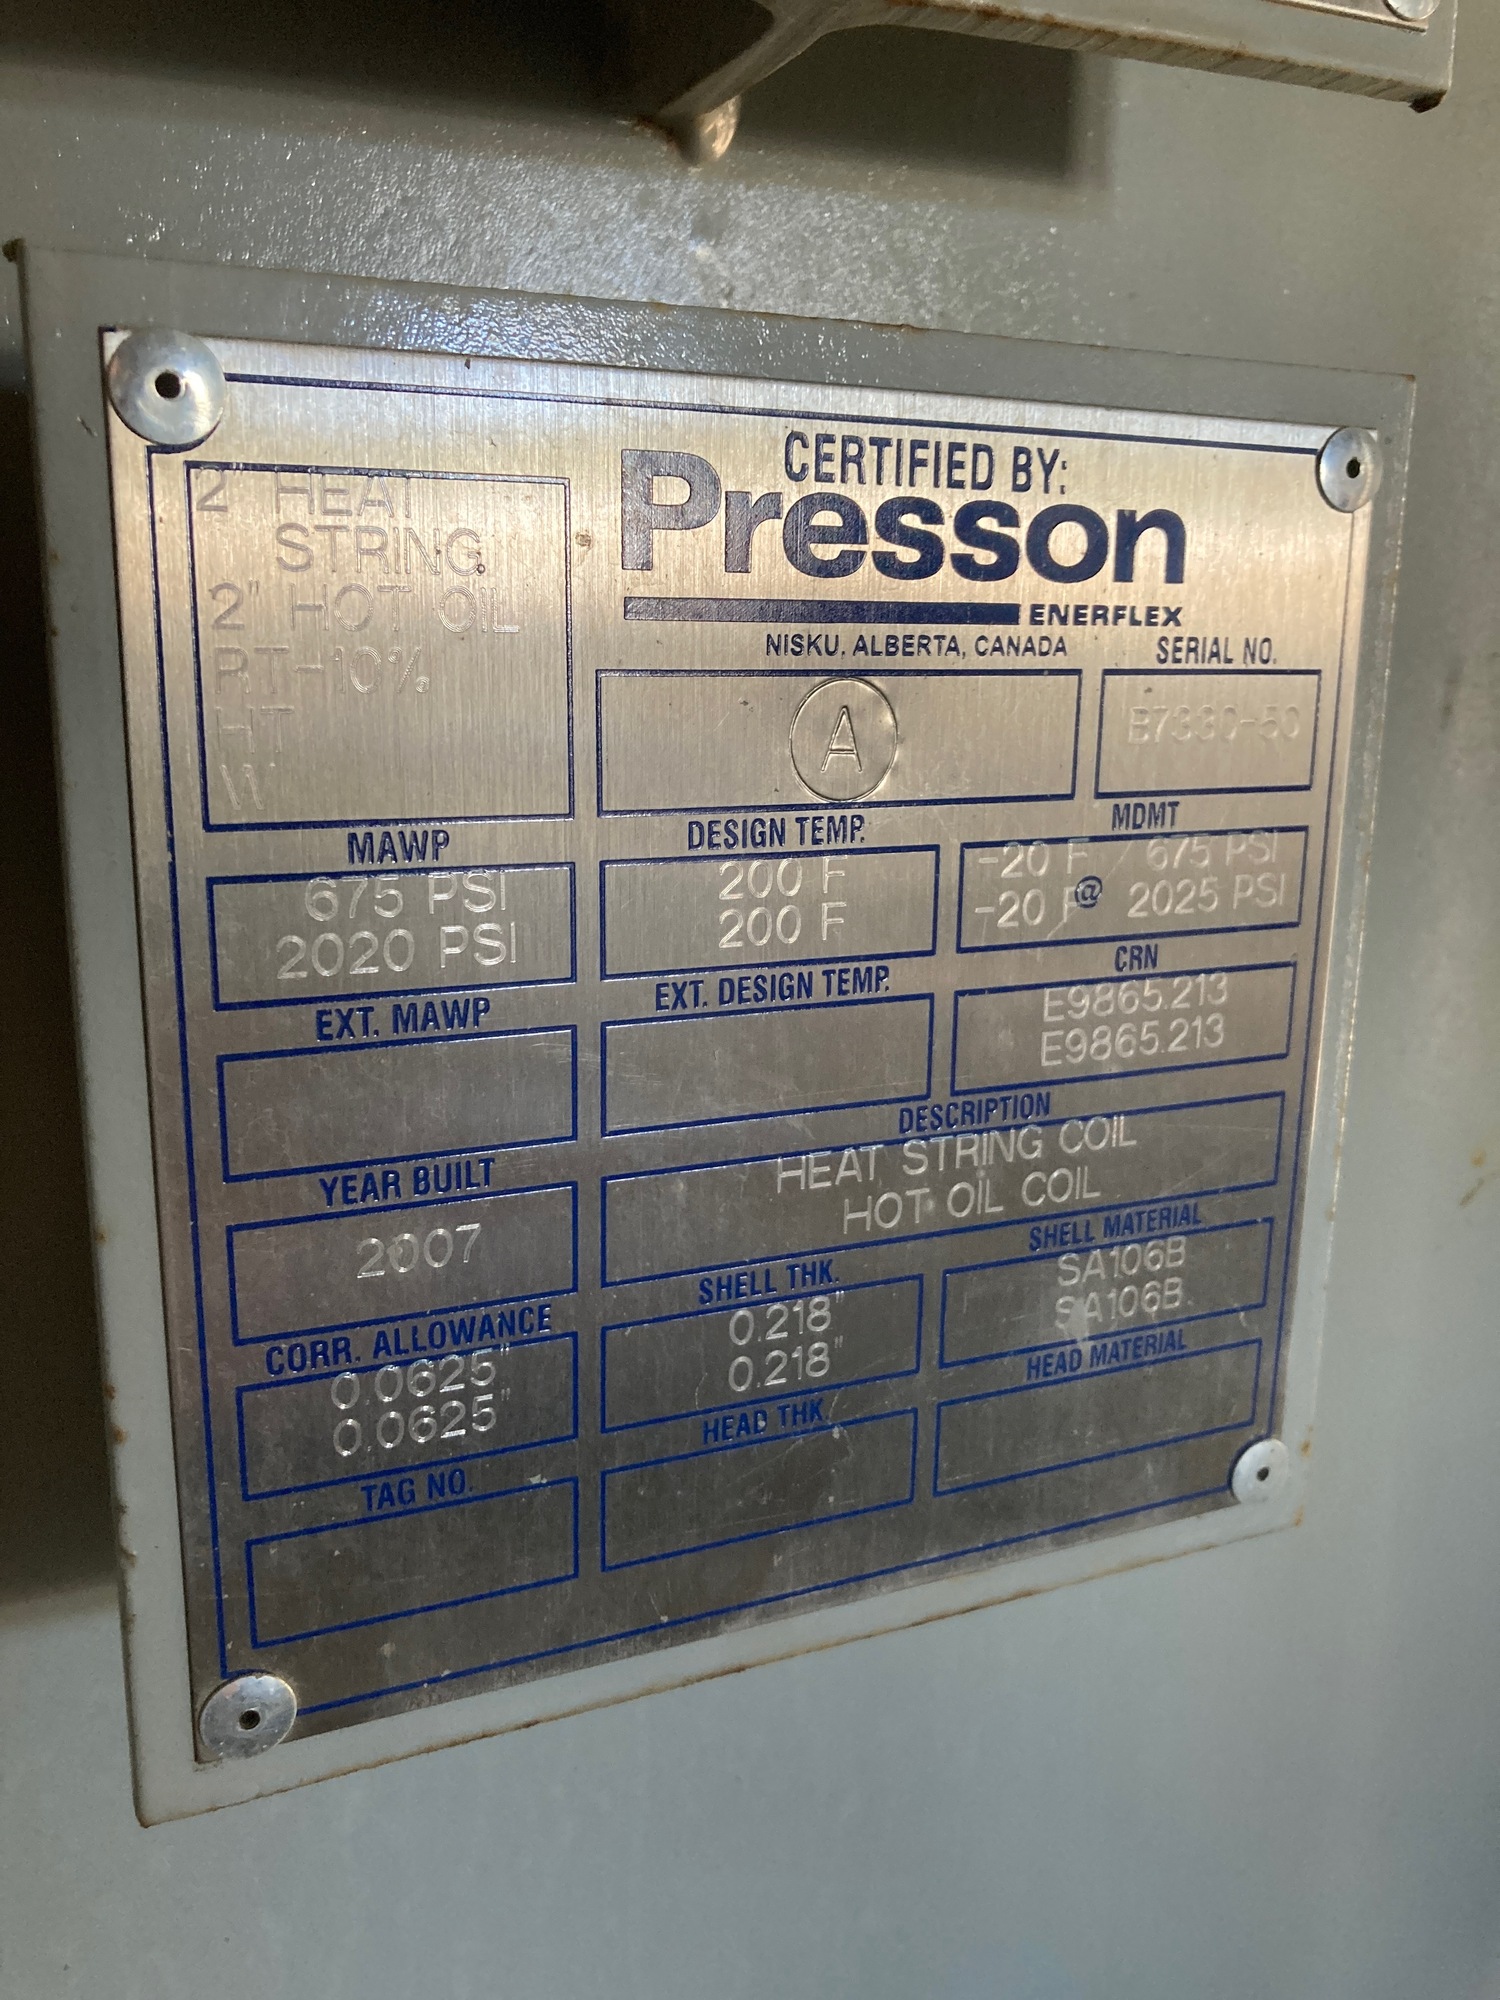 CERTIFIED BY:
Presson
ENERFLEX
NISKU, ALBERTA, CANADA
2" HEAT
STRING
2" HOT OIL
RT-10%
HT
W
A
SERIAL NO.
B7330-50
MAWP
675 PSI
2020 PSI
DESIGN TEMP.
200 F
200 F
MDMT
-20 F / 675 PSI
-20 F @ 2025 PSI
EXT. MAWP
EXT. DESIGN TEMP.
CRN
E9865.213
E9865.213
YEAR BUILT
2007
DESCRIPTION
HEAT STRING COIL
HOT OIL COIL
CORR. ALLOWANCE
0.0625"
0.0625"
SHELL THK.
0.218"
0.218"
SHELL MATERIAL
SA106B
SA106B
TAG NO.
HEAD THK.
HEAD MATERIAL